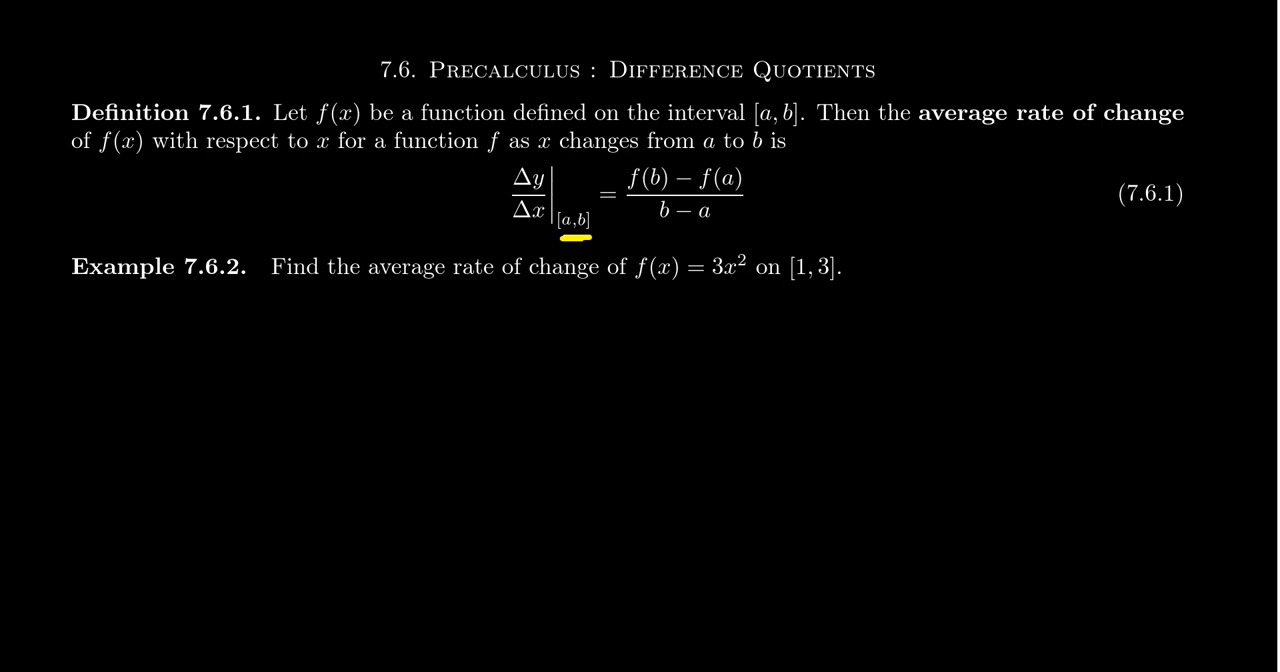 7.6. PRECALCULUS : DIFFERENCE QUOTIENTS
Definition 7.6.1. Let f(x) be a function defined on the interval [a, b]. Then the average rate of change
of f(x) with respect to x for a function f as x changes from a to b is
Δy/Δx|[a,b] = (f(b) − f(a))/(b − a) (7.6.1)
Example 7.6.2. Find the average rate of change of f(x) = 3x² on [1, 3].